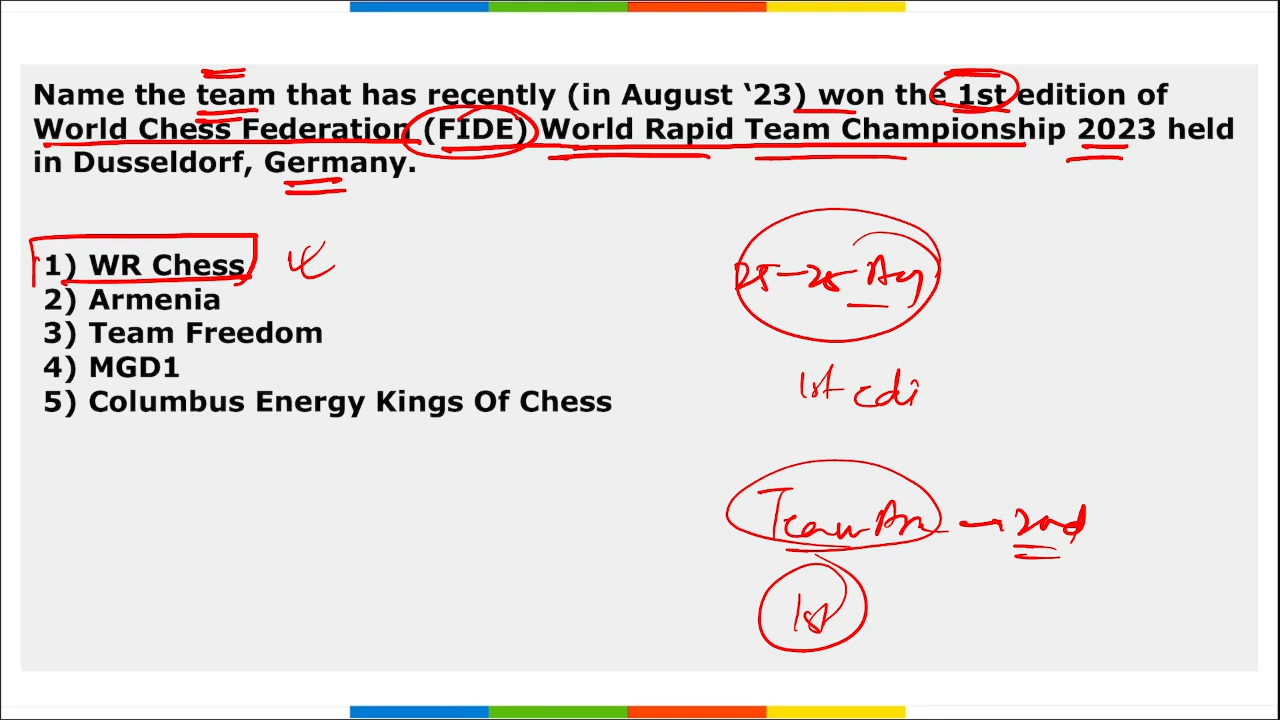 Name the team that has recently (in August ‘23) won the 1st edition of
World Chess Federation (FIDE) World Rapid Team Championship 2023 held
in Dusseldorf, Germany.
1) WR Chess
2) Armenia
3) Team Freedom
4) MGD1
5) Columbus Energy Kings Of Chess
1st edi
Team 2nd
1st